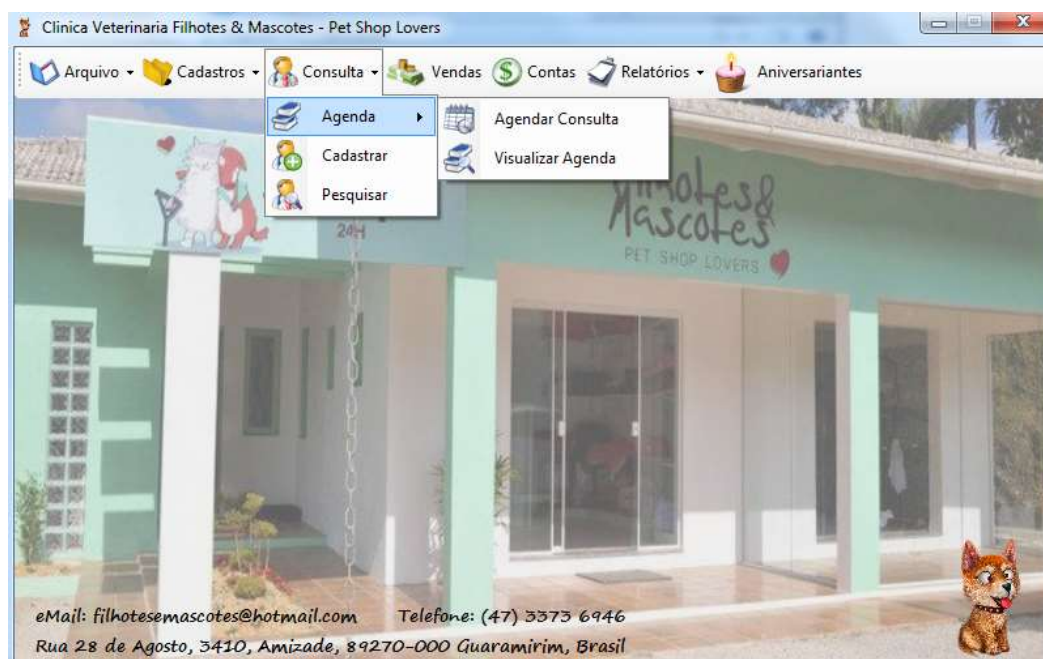 Clinica Veterinaria Filhotes & Mascotes - Pet Shop Lovers
Arquivo Cadastros Consulta Vendas Contas Relatórios Aniversariantes
Agenda
Cadastrar
Pesquisar
Agendar Consulta
Visualizar Agenda
24H
Filhotes&
Mascotes
PET SHOP LOVERS
eMail: filhotesemascotes@hotmail.com Telefone: (47) 3373 6946
Rua 28 de Agosto, 3410, Amizade, 89270-000 Guaramirim, Brasil